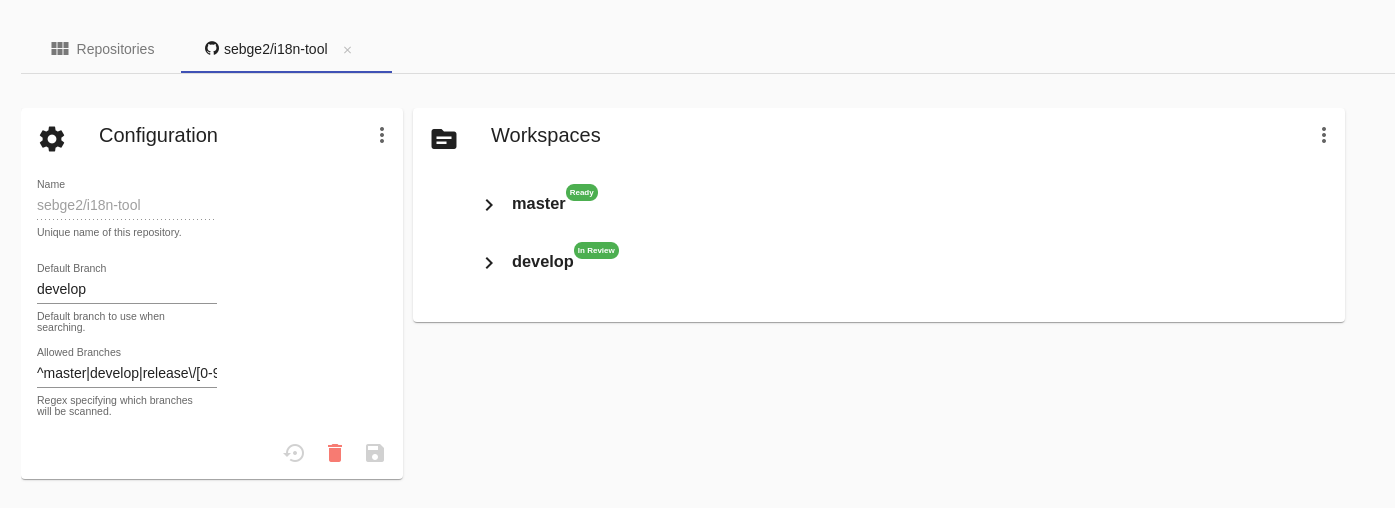 Repositories
sebge2/i18n-tool ×
Configuration
Name
sebge2/i18n-tool
Unique name of this repository.
Default Branch
develop
Default branch to use when
searching.
Allowed Branches
^master|develop|release\/[0-9
Regex specifying which branches
will be scanned.
Workspaces
master Ready
develop In Review